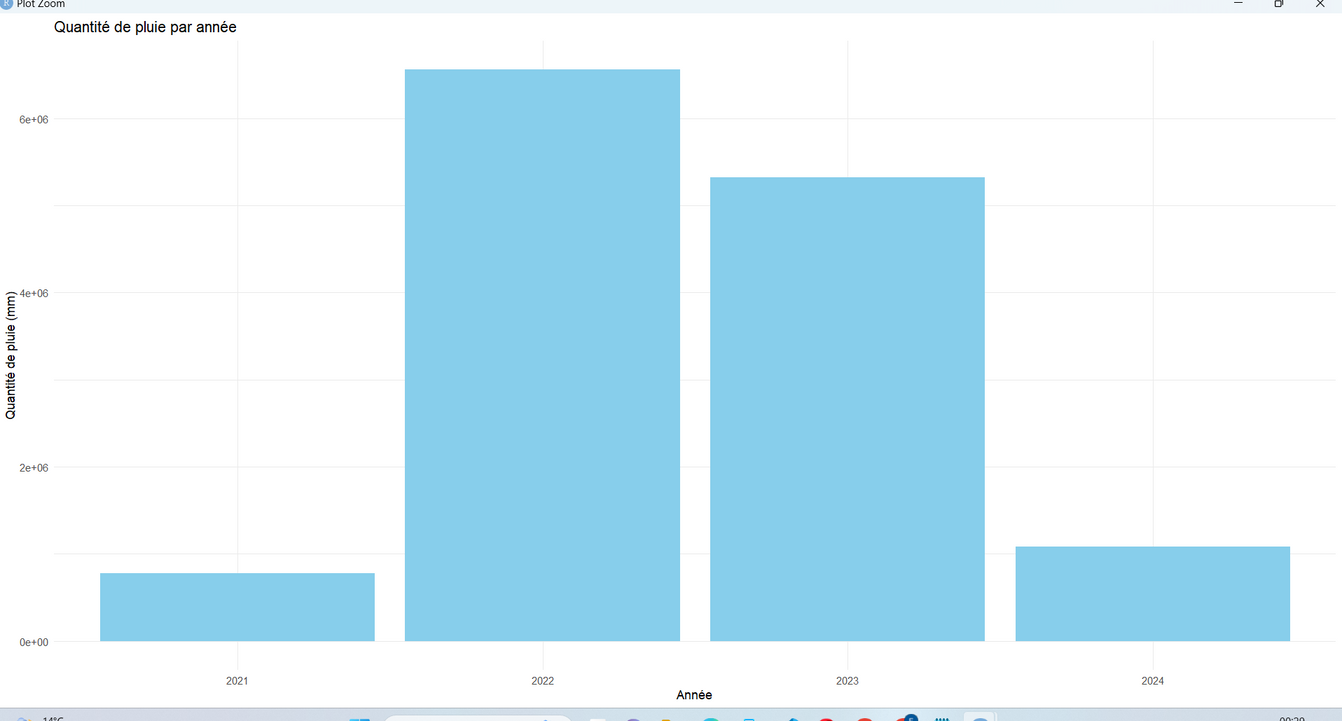 R Plot Zoom
Quantité de pluie par année
6e+06
4e+06
2e+06
0e+00
Quantité de pluie (mm)
2021 2022 2023 2024
Année
14°C